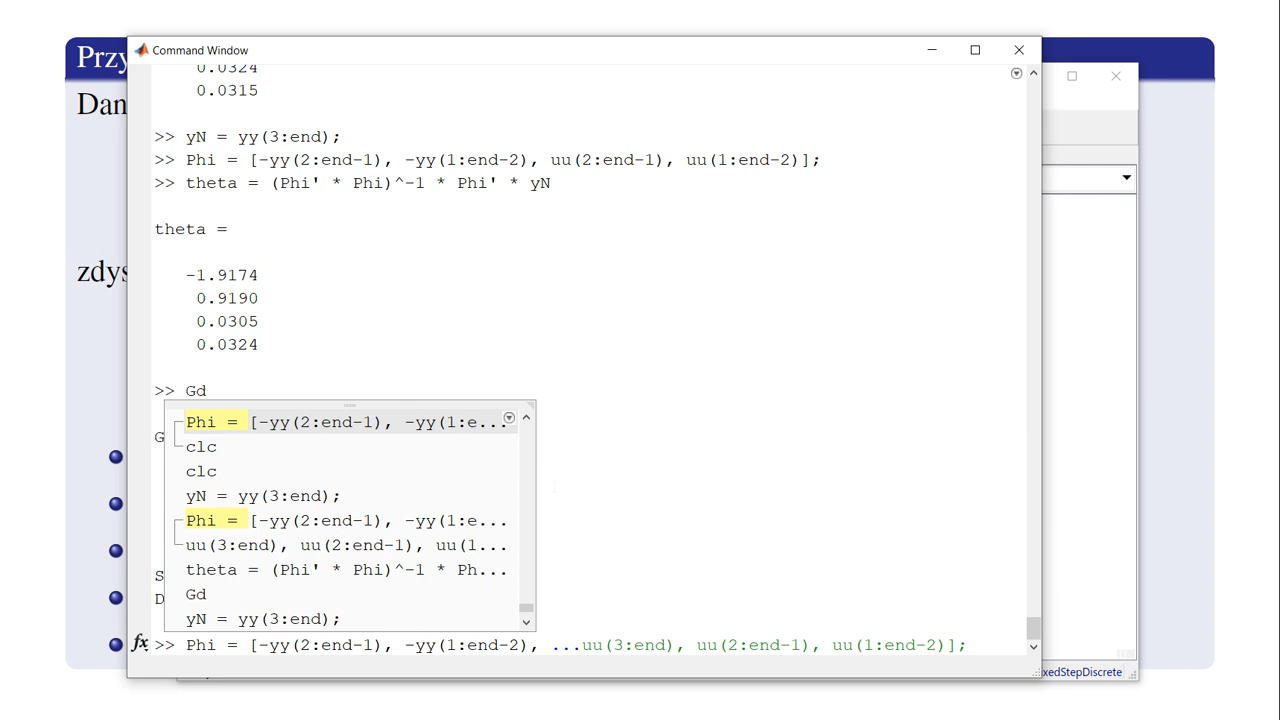 Command Window
Przy
Dan
0.0324
0.0315
>> yN = yy(3:end);
>> Phi = [-yy(2:end-1), -yy(1:end-2), uu(2:end-1), uu(1:end-2)];
>> theta = (Phi' * Phi)^-1 * Phi' * yN
theta =
zdys
-1.9174
0.9190
0.0305
0.0324
>> Gd
G
Phi = [-yy(2:end-1), -yy(1:e...
clc
clc
yN = yy(3:end);
Phi = [-yy(2:end-1), -yy(1:e...
uu(3:end), uu(2:end-1), uu(1...
theta = (Phi' * Phi)^-1 * Ph...
Gd
yN = yy(3:end);
S
D
fx >> Phi = [-yy(2:end-1), -yy(1:end-2), ...uu(3:end), uu(2:end-1), uu(1:end-2)];
xedStepDiscrete